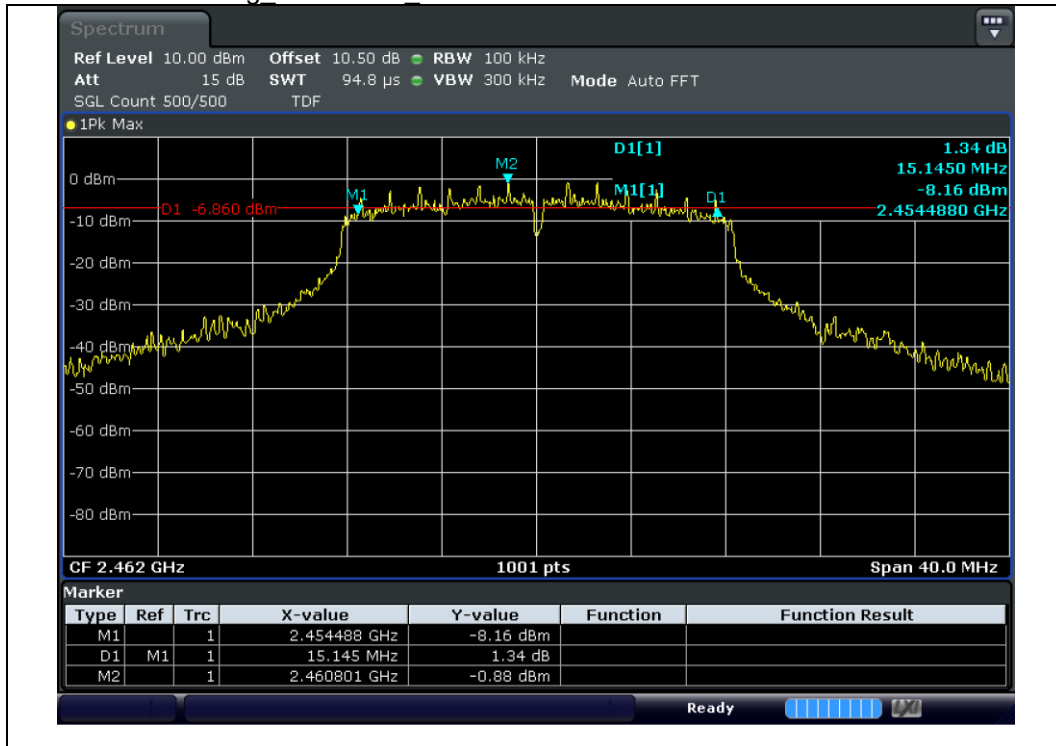 Spectrum
Ref Level 10.00 dBm Offset 10.50 dB RBW 100 kHz
Att 15 dB SWT 94.8 µs VBW 300 kHz Mode Auto FFT
SGL Count 500/500 TDF
1Pk Max
D1[1] 1.34 dB
15.1450 MHz
M1[1] -8.16 dBm
2.4544880 GHz
M2
M1
D1
0 dBm
D1 -6.860 dBm
-10 dBm
-20 dBm
-30 dBm
-40 dBm
-50 dBm
-60 dBm
-70 dBm
-80 dBm
CF 2.462 GHz 1001 pts Span 40.0 MHz
Marker
Type Ref Trc X-value Y-value Function Function Result
M1 1 2.454488 GHz -8.16 dBm
D1 M1 1 15.145 MHz 1.34 dB
M2 1 2.460801 GHz -0.88 dBm
Ready
LXI